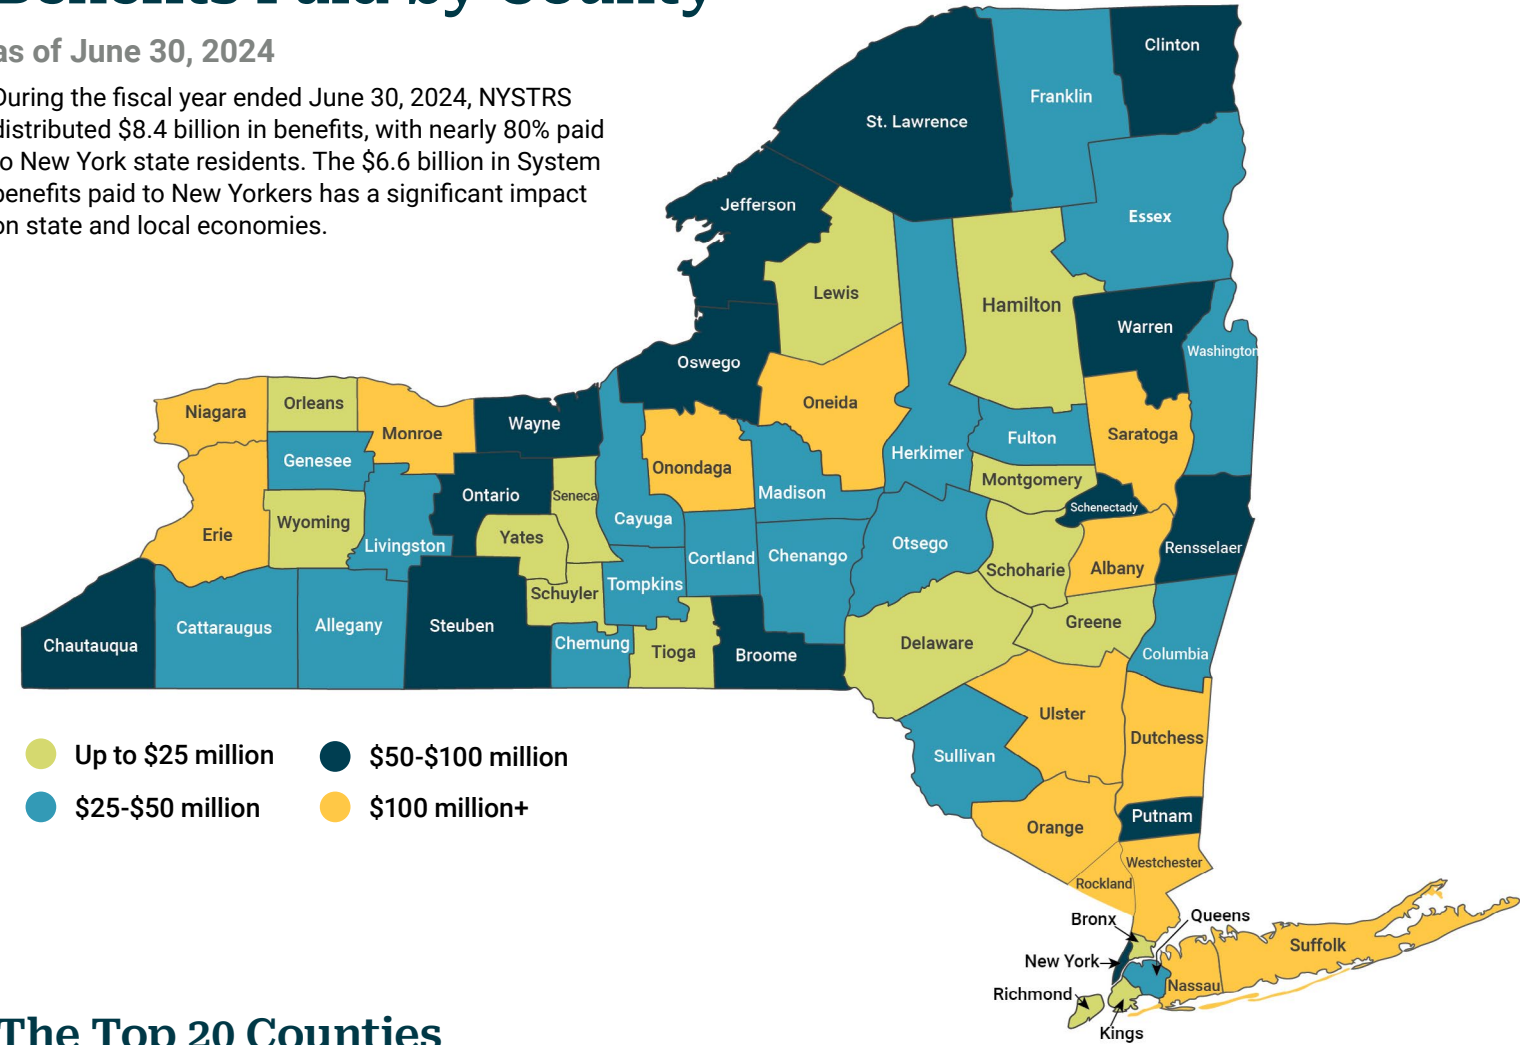 Benefits Paid by County
as of June 30, 2024
During the fiscal year ended June 30, 2024, NYSTRS
distributed $8.4 billion in benefits, with nearly 80% paid
to New York state residents. The $6.6 billion in System
benefits paid to New Yorkers has a significant impact
on state and local economies.
Clinton
Franklin
St. Lawrence
Jefferson
Essex
Lewis
Hamilton
Warren
Washington
Oswego
Oneida
Herkimer
Fulton
Saratoga
Niagara
Orleans
Monroe
Wayne
Genesee
Onondaga
Madison
Montgomery
Ontario
Seneca
Cayuga
Schenectady
Erie
Wyoming
Livingston
Yates
Cortland
Chenango
Otsego
Schoharie
Albany
Rensselaer
Tompkins
Schuyler
Chautauqua
Cattaraugus
Allegany
Steuben
Chemung
Tioga
Broome
Delaware
Greene
Columbia
Ulster
Dutchess
Sullivan
Orange
Putnam
Westchester
Rockland
Bronx
Queens
New York
Suffolk
Nassau
Richmond
Kings
Up to $25 million
$50-$100 million
$25-$50 million
$100 million+
The Top 20 Counties